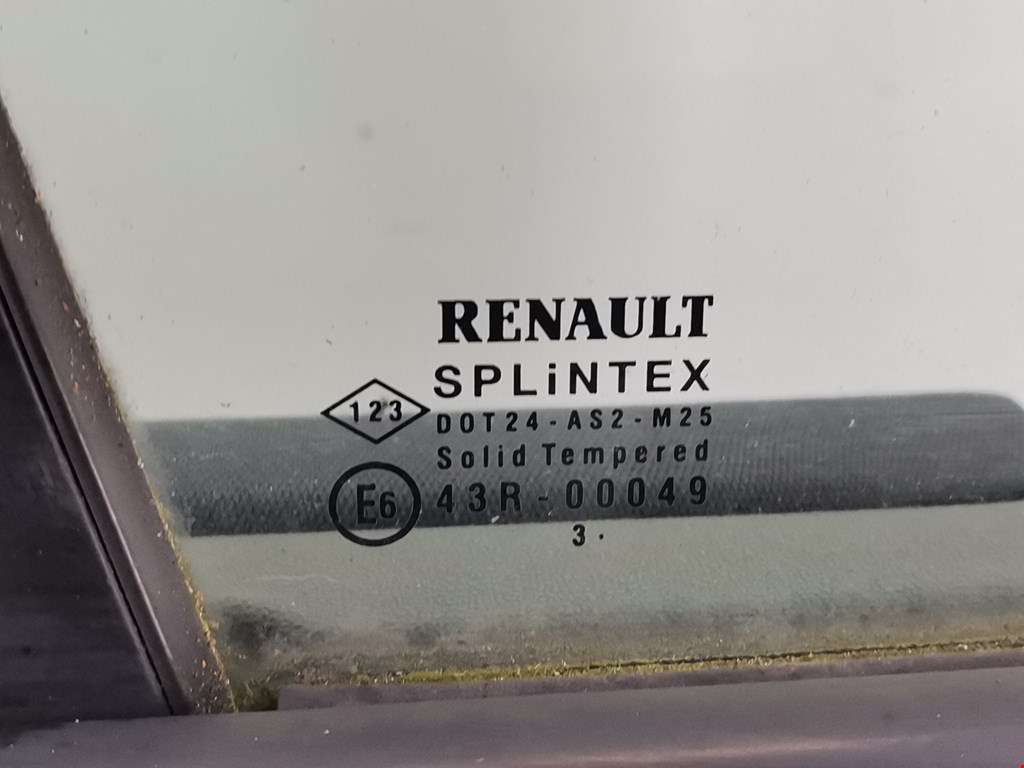 RENAULT
SPLiNTEX
123
DOT24-AS2-M25
Solid Tempered
E6
43R-00049
3 .